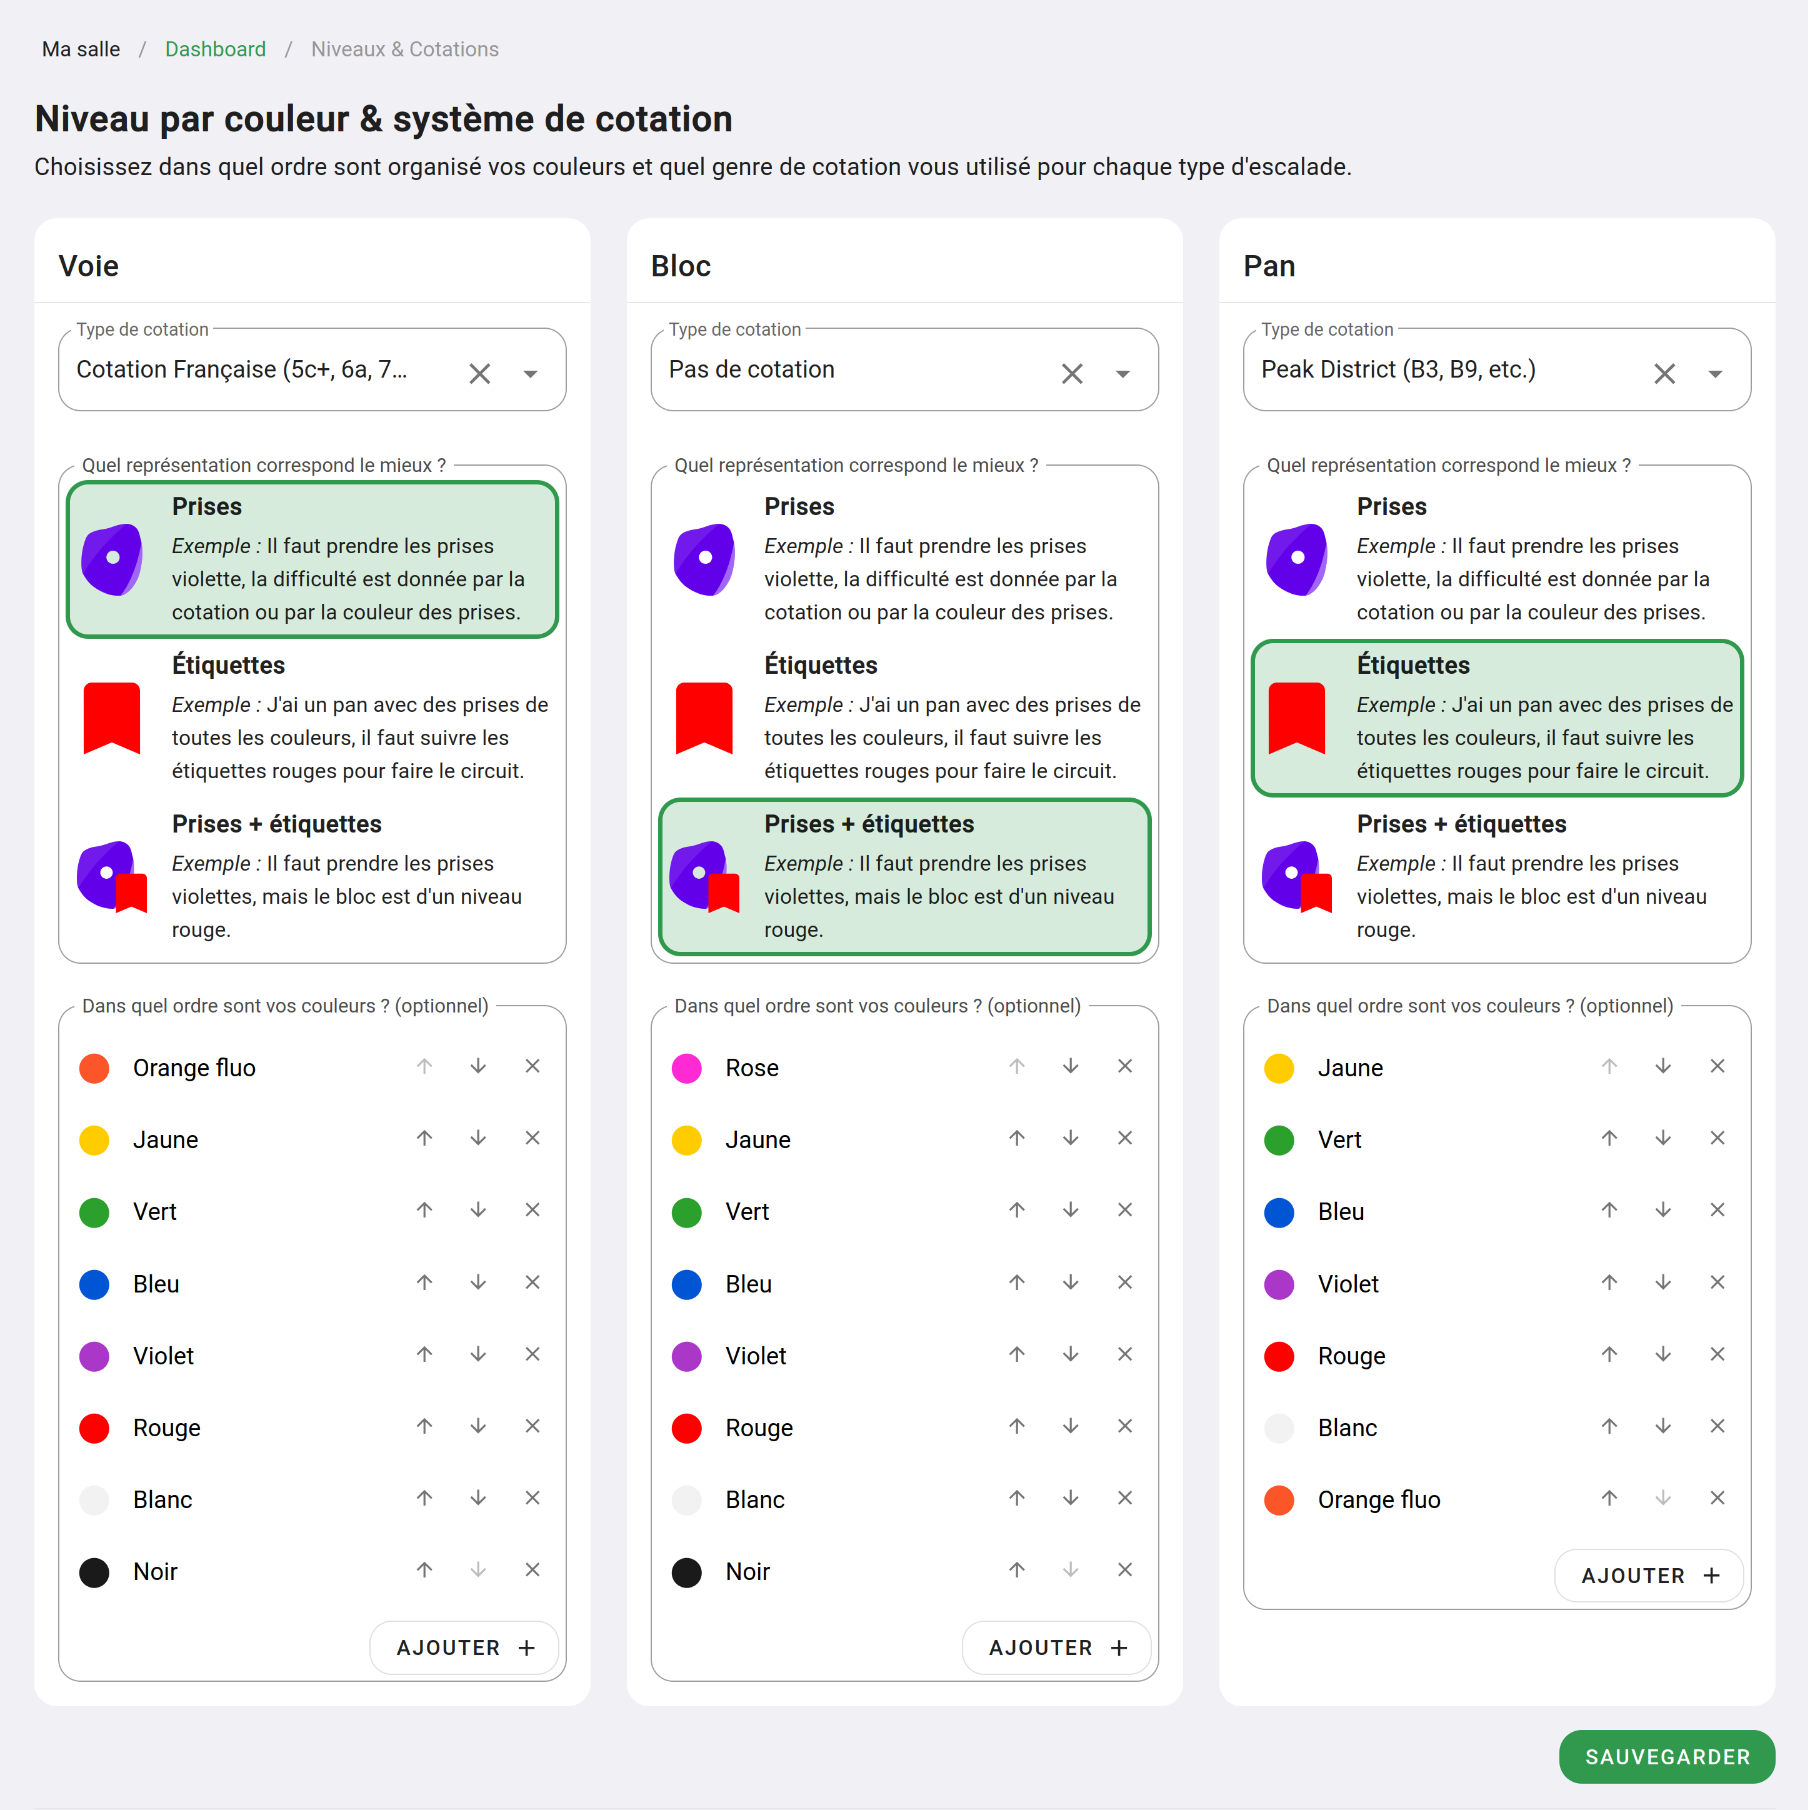 Ma salle / Dashboard / Niveaux & Cotations
Niveau par couleur & système de cotation
Choisissez dans quel ordre sont organisé vos couleurs et quel genre de cotation vous utilisé pour chaque type d'escalade.
Voie
Type de cotation
Cotation Française (5c+, 6a, 7...
Quel représentation correspond le mieux ?
Prises
Exemple : Il faut prendre les prises
violette, la difficulté est donnée par la
cotation ou par la couleur des prises.
Étiquettes
Exemple : J'ai un pan avec des prises de
toutes les couleurs, il faut suivre les
étiquettes rouges pour faire le circuit.
Prises + étiquettes
Exemple : Il faut prendre les prises
violettes, mais le bloc est d'un niveau
rouge.
Dans quel ordre sont vos couleurs ? (optionnel)
Orange fluo
Jaune
Vert
Bleu
Violet
Rouge
Blanc
Noir
AJOUTER +
Bloc
Type de cotation
Pas de cotation
Quel représentation correspond le mieux ?
Prises
Exemple : Il faut prendre les prises
violette, la difficulté est donnée par la
cotation ou par la couleur des prises.
Étiquettes
Exemple : J'ai un pan avec des prises de
toutes les couleurs, il faut suivre les
étiquettes rouges pour faire le circuit.
Prises + étiquettes
Exemple : Il faut prendre les prises
violettes, mais le bloc est d'un niveau
rouge.
Dans quel ordre sont vos couleurs ? (optionnel)
Rose
Jaune
Vert
Bleu
Violet
Rouge
Blanc
Noir
AJOUTER +
Pan
Type de cotation
Peak District (B3, B9, etc.)
Quel représentation correspond le mieux ?
Prises
Exemple : Il faut prendre les prises
violette, la difficulté est donnée par la
cotation ou par la couleur des prises.
Étiquettes
Exemple : J'ai un pan avec des prises de
toutes les couleurs, il faut suivre les
étiquettes rouges pour faire le circuit.
Prises + étiquettes
Exemple : Il faut prendre les prises
violettes, mais le bloc est d'un niveau
rouge.
Dans quel ordre sont vos couleurs ? (optionnel)
Jaune
Vert
Bleu
Violet
Rouge
Blanc
Orange fluo
AJOUTER +
SAUVEGARDER